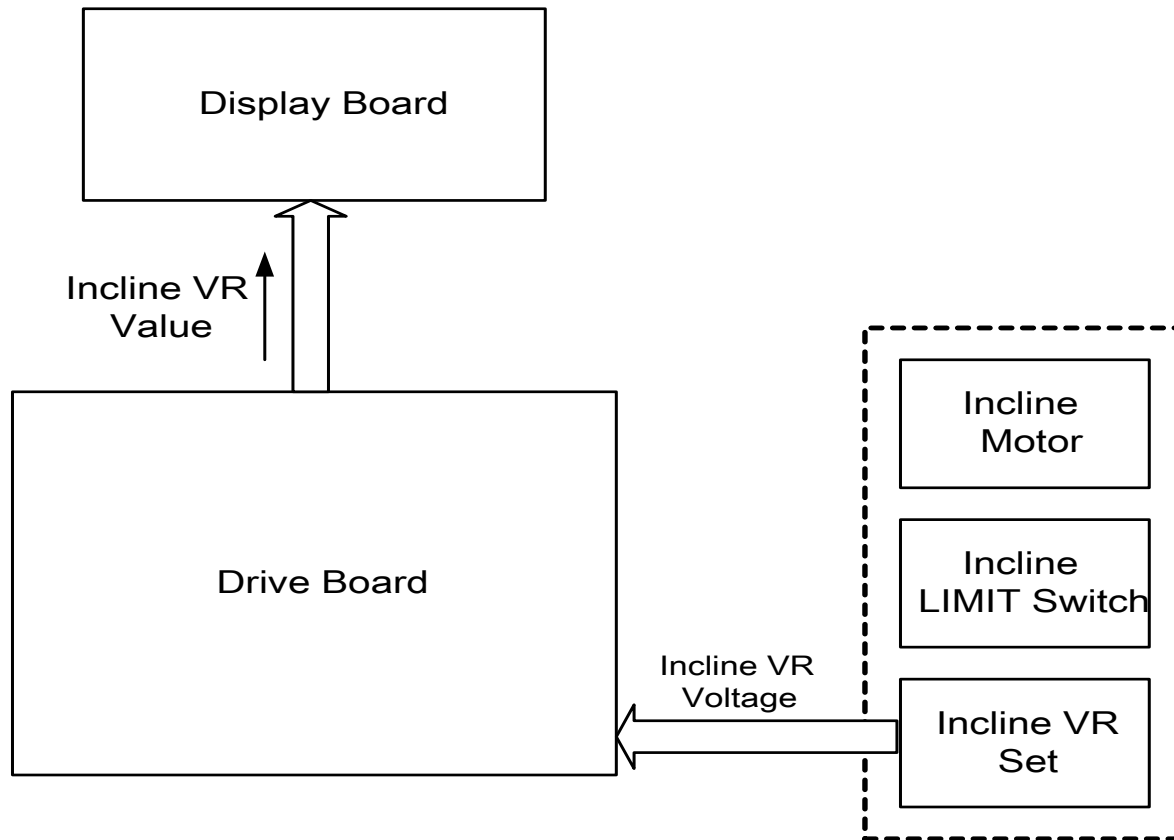 Display Board
Incline VR
Value
Drive Board
Incline VR
Voltage
Incline
Motor
Incline
LIMIT Switch
Incline VR
Set